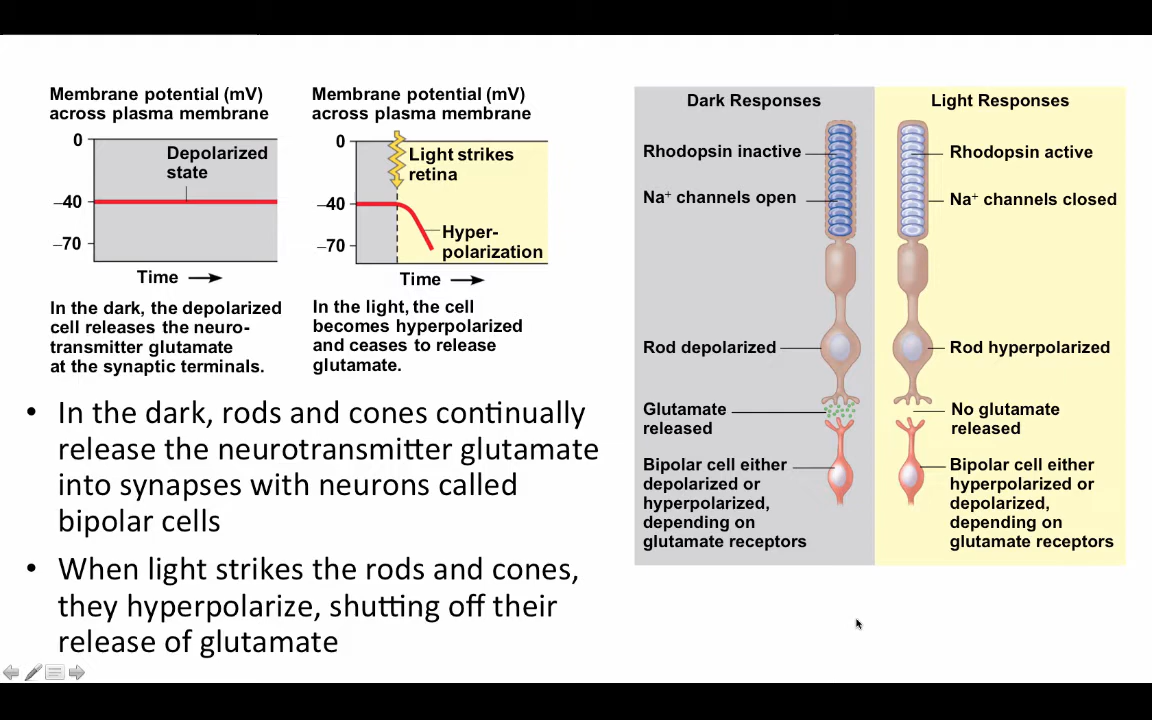 Membrane potential (mV)
across plasma membrane
0
Depolarized
state
–40
–70
Time
In the dark, the depolarized
cell releases the neuro-
transmitter glutamate
at the synaptic terminals.
Membrane potential (mV)
across plasma membrane
0
Light strikes
retina
–40
–70
Hyper-
polarization
Time
In the light, the cell
becomes hyperpolarized
and ceases to release
glutamate.
• In the dark, rods and cones continually
release the neurotransmitter glutamate
into synapses with neurons called
bipolar cells
• When light strikes the rods and cones,
they hyperpolarize, shutting off their
release of glutamate
Dark Responses
Rhodopsin inactive
Na⁺ channels open
Rod depolarized
Glutamate
released
Bipolar cell either
depolarized or
hyperpolarized,
depending on
glutamate receptors
Light Responses
Rhodopsin active
Na⁺ channels closed
Rod hyperpolarized
No glutamate
released
Bipolar cell either
hyperpolarized or
depolarized,
depending on
glutamate receptors